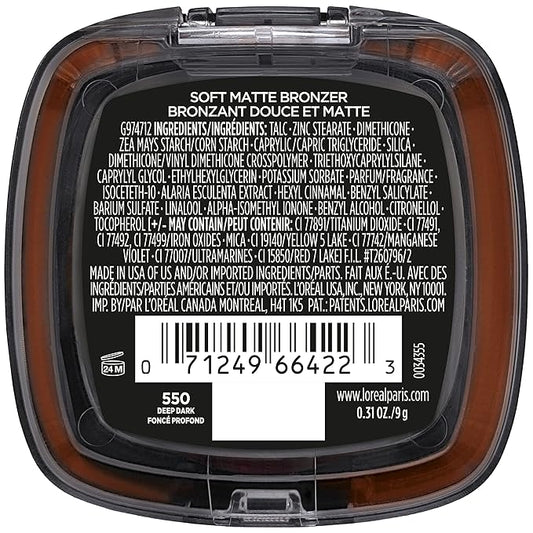 SOFT MATTE BRONZER
BRONZANT DOUCE ET MATTE
G974712 INGREDIENTS/INGRÉDIENTS: TALC • ZINC STEARATE • DIMETHICONE •
ZEA MAYS STARCH/CORN STARCH • CAPRYLIC/CAPRIC TRIGLYCERIDE • SILICA •
DIMETHICONE/VINYL DIMETHICONE CROSSPOLYMER • TRIETHOXYCAPRYLYLSILANE •
CAPRYLYL GLYCOL • ETHYLHEXYLGLYCERIN • POTASSIUM SORBATE • PARFUM/FRAGRANCE •
ISOCETETH-10 • ALARIA ESCULENTA EXTRACT • HEXYL CINNAMAL • BENZYL SALICYLATE •
BARIUM SULFATE • LINALOOL • ALPHA-ISOMETHYL IONONE • BENZYL ALCOHOL • CITRONELLOL •
TOCOPHEROL [+/- MAY CONTAIN/PEUT CONTENIR: CI 77891/TITANIUM DIOXIDE • CI 77491,
CI 77492, CI 77499/IRON OXIDES • MICA • CI 19140/YELLOW 5 LAKE • CI 77742/MANGANESE
VIOLET • CI 77007/ULTRAMARINES • CI 15850/RED 7 LAKE] F.I.L. #T260796/2
MADE IN USA OF US AND/OR IMPORTED INGREDIENTS/PARTS. FAIT AUX É.-U. AVEC DES
INGRÉDIENTS/PARTIES AMÉRICAINS ET/OU IMPORTÉS. L'ORÉAL USA, INC., NEW YORK, NY 10001.
IMP. BY/PAR L'ORÉAL CANADA MONTREAL, H4T 1K5 PAT.: PATENTS.LOREALPARIS.COM
24 M
0 71249 66422 3
0034355
550
DEEP DARK
FONCÉ PROFOND
www.lorealparis.com
0.31 OZ./9 g